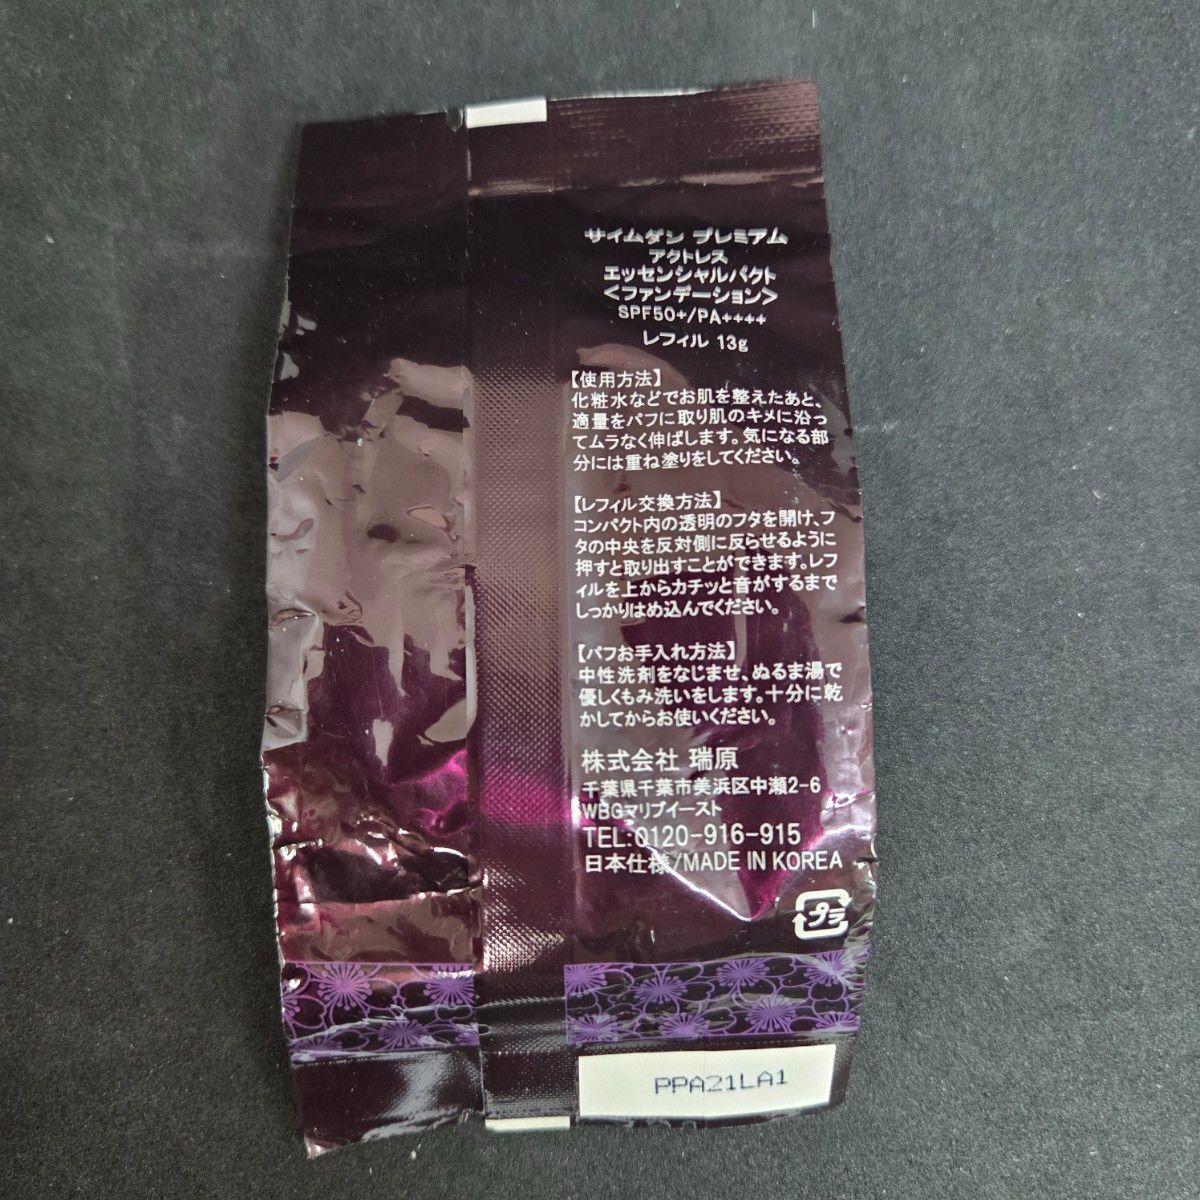 サイムダン プレミアム
アクトレス
エッセンシャルパクト
<ファンデーション>
SPF50+/PA++++
レフィル 13g
【使用方法】
化粧水などでお肌を整えたあと、
適量をパフに取り肌のキメに沿っ
てムラなく伸ばします。気になる部
分には重ね塗りをしてください。
【レフィル交換方法】
コンパクト内の透明のフタを開け、フ
タの中央を反対側に反らせるように
押すと取り出すことができます。レフ
ィルを上からカチッと音がするまで
しっかりはめ込んでください。
【パフお手入れ方法】
中性洗剤をなじませ、ぬるま湯で
優しくもみ洗いをします。十分に乾
かしてからお使いください。
株式会社 瑞原
千葉県千葉市美浜区中瀬2-6
WBGマリブイースト
TEL:0120-916-915
日本仕様/MADE IN KOREA
プラ
PPA21LA1